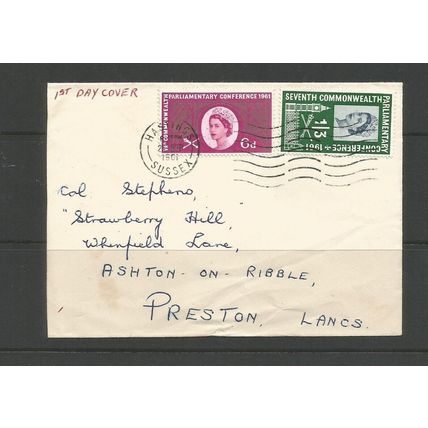 1ST DAY COVER
7TH COMMONWEALTH PARLIAMENTARY CONFERENCE 1961
6d
SEVENTH COMMONWEALTH
PARLIAMENTARY
CONFERENCE 1961
1/3
1961
SUSSEX
Col Stephens,
"Strawberry Hill,"
Whinfield Lane,
ASHTON-ON-RIBBLE,
PRESTON, LANCS.